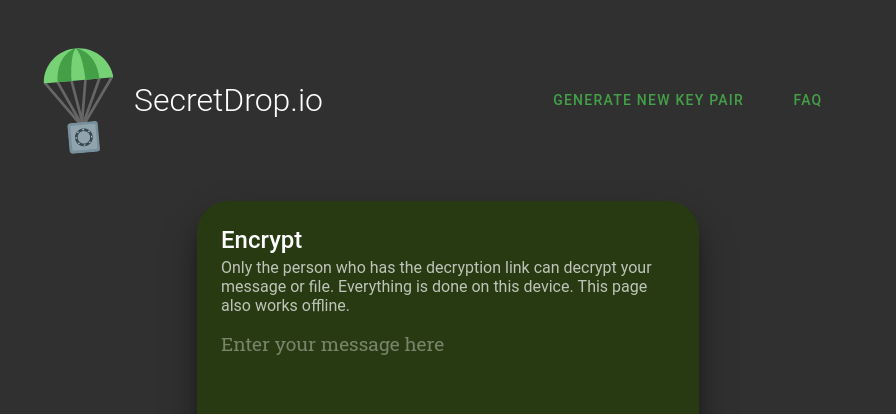 SecretDrop.io
GENERATE NEW KEY PAIR
FAQ
Encrypt
Only the person who has the decryption link can decrypt your
message or file. Everything is done on this device. This page
also works offline.
Enter your message here